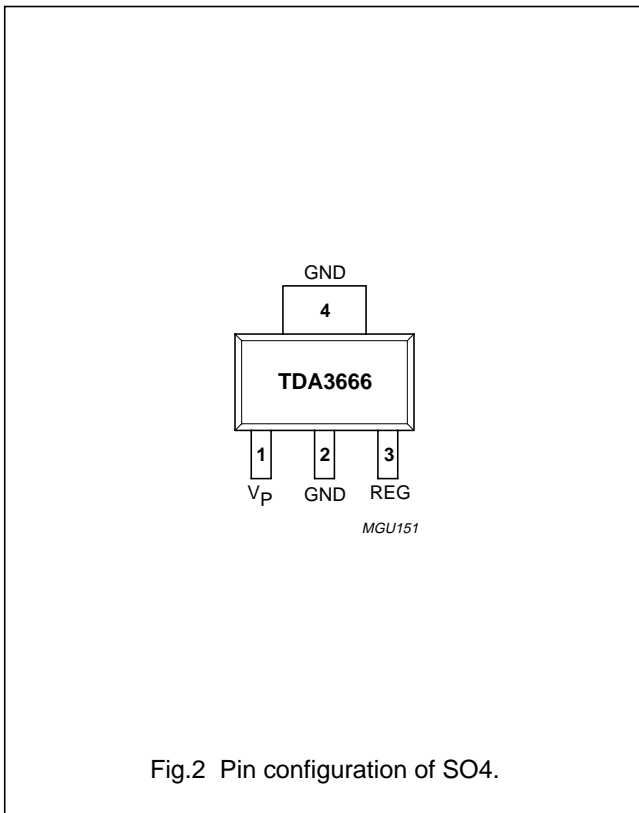 GND
4
TDA3666
1 2 3
VP GND REG
MGU151
Fig.2 Pin configuration of SO4.